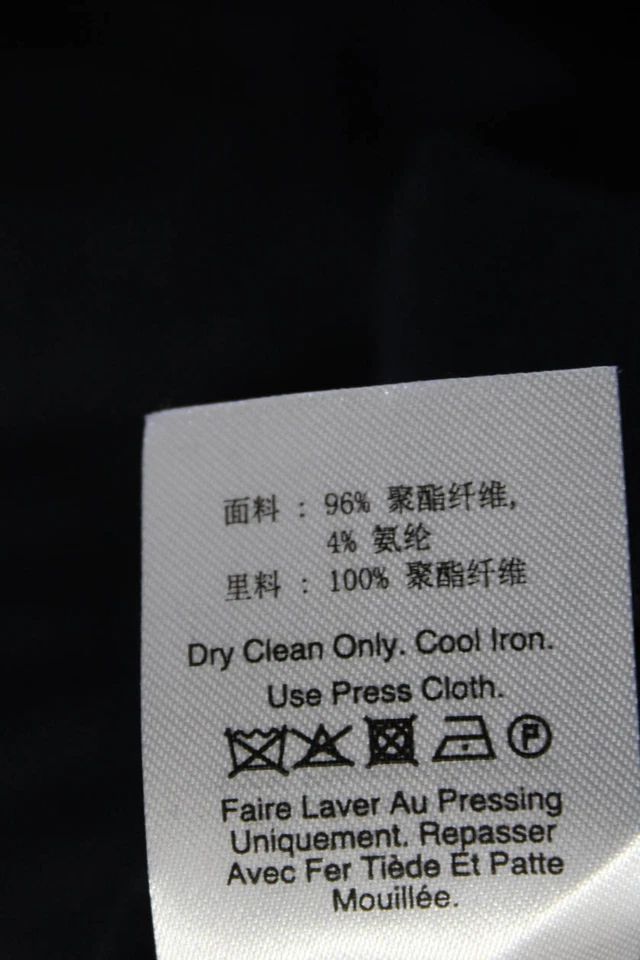 面料 : 96% 聚酯纤维,
4% 氨纶
里料 : 100% 聚酯纤维
Dry Clean Only. Cool Iron.
Use Press Cloth.
P
Faire Laver Au Pressing
Uniquement. Repasser
Avec Fer Tiède Et Patte
Mouillée.